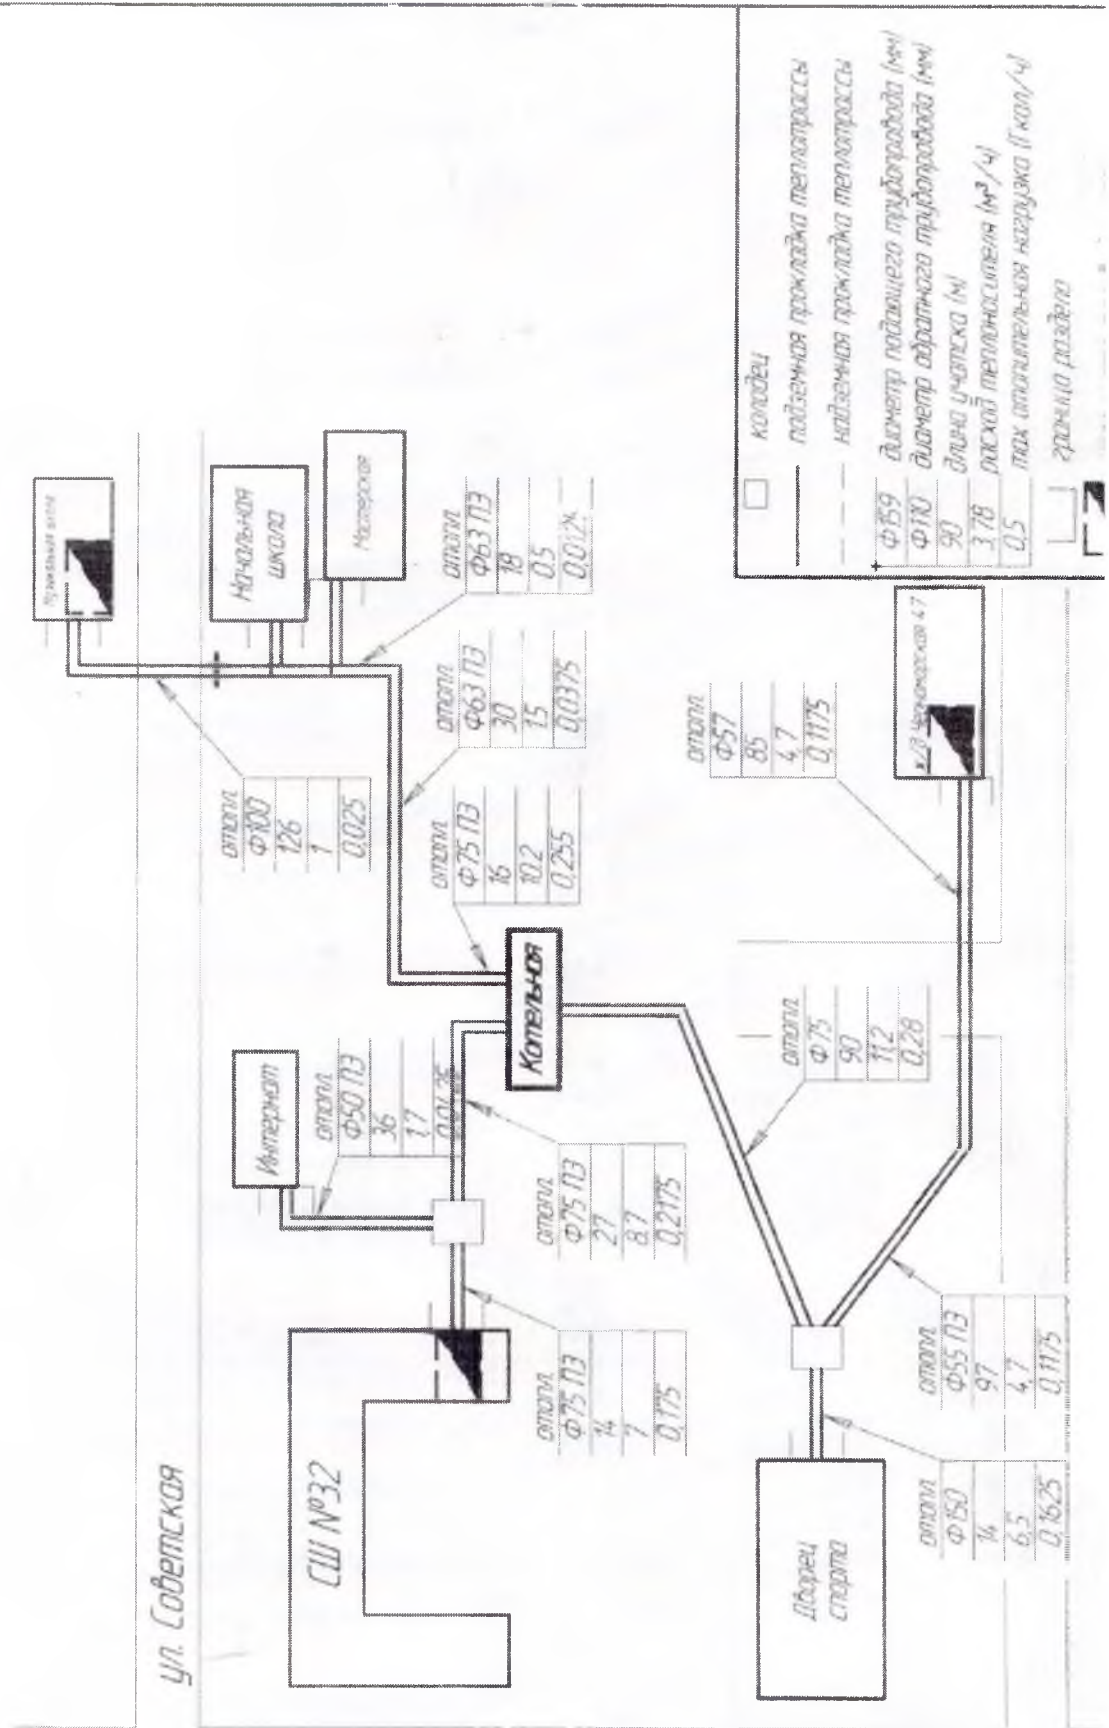 ул. Советская
СШ №32
Интернат
Котельная
Начальная
школа
Мастерская
Дворец
спорта
отопл.
Ф100
126
1
0,025
отопл.
Ф63 ПЗ
18
0,5
отопл.
Ф63 ПЗ
30
1,5
0,0375
отопл.
Ф75 ПЗ
16
10,2
0,255
отопл.
Ф50 ПЗ
36
1,7
отопл.
Ф75 ПЗ
27
8,7
0,2175
отопл.
Ф75 ПЗ
14
7
0,175
отопл.
Ф57
85
4,7
0,1175
отопл.
Ф75
90
11,2
0,28
отопл.
Ф55 ПЗ
97
4,7
0,1175
отопл.
Ф150
14
6,5
0,1625
колодец
подземная прокладка теплотрассы
надземная прокладка теплотрассы
Ф159 диаметр подающего трубопровода (мм)
Ф110 диаметр обратного трубопровода (мм)
90 длина участка (м)
3,78 расход теплоносителя (м³/ч)
0,5 max отопительная нагрузка (Гкал/ч)
граница раздела